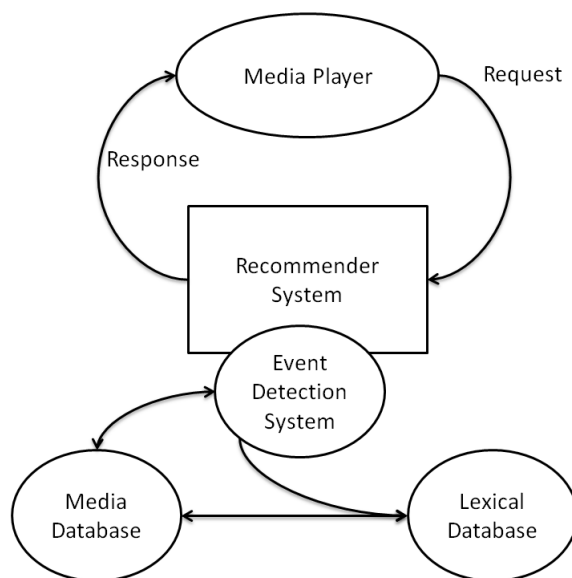 Media Player
Request
Response
Recommender
System
Event
Detection
System
Media
Database
Lexical
Database